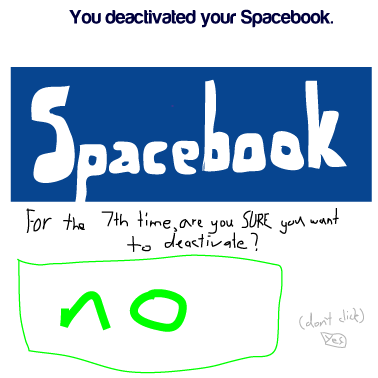 You deactivated your Spacebook.
Spacebook
For the 7th time, are you SURE you want
to deactivate?
no
(don't click)
Yes